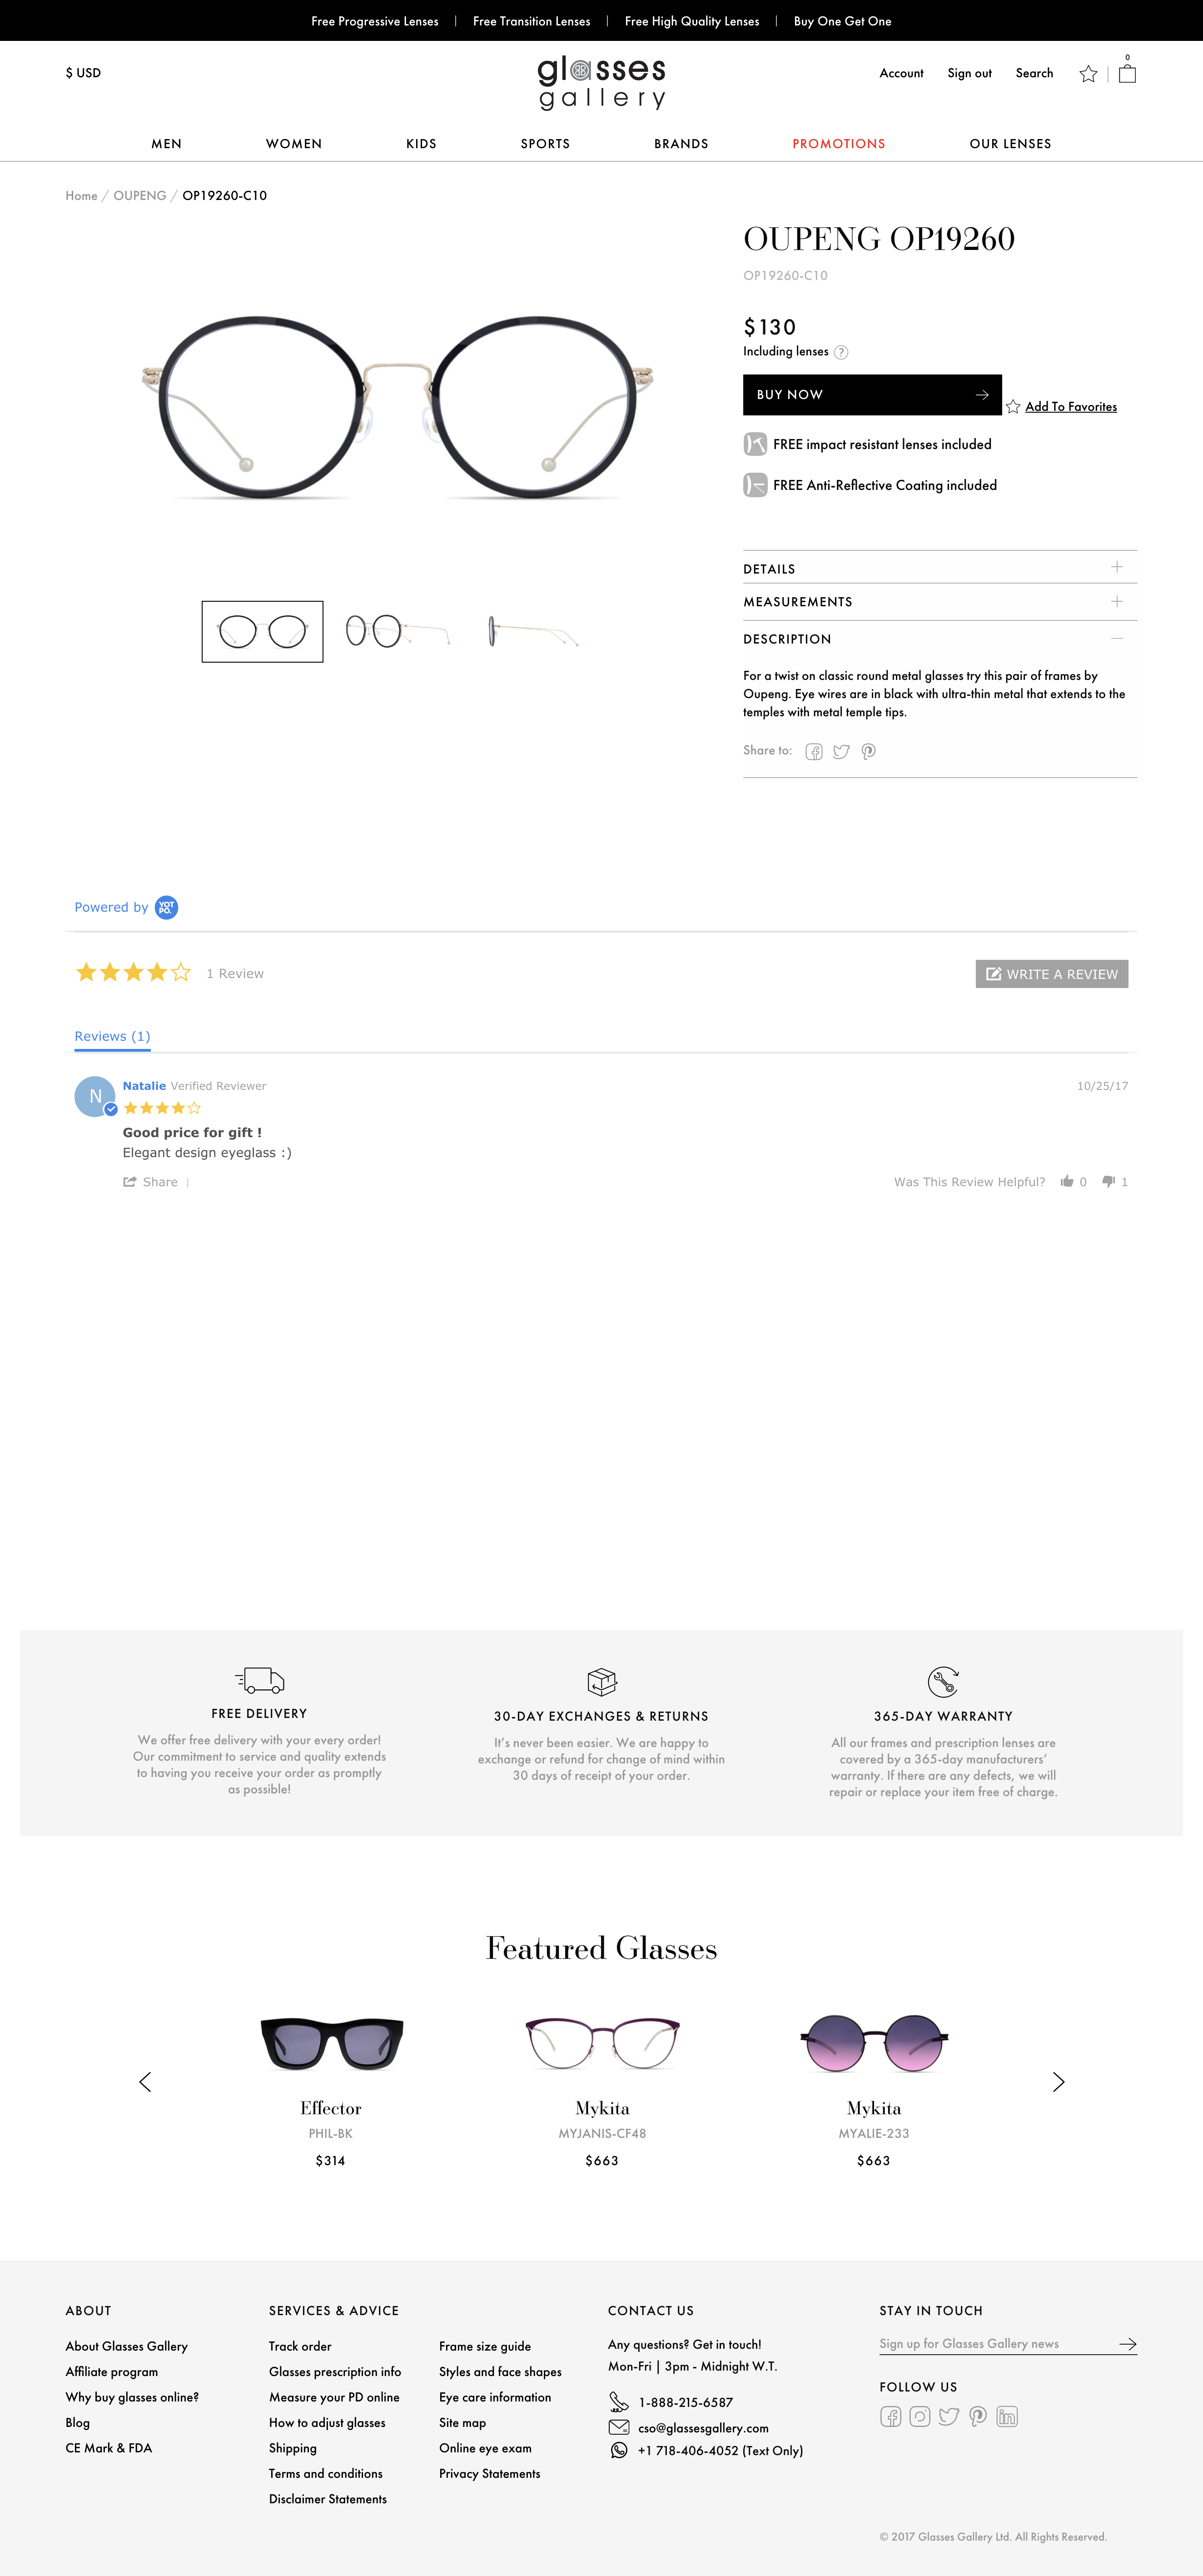 Free Progressive Lenses | Free Transition Lenses | Free High Quality Lenses | Buy One Get One
$ USD
glasses
gallery
Account Sign out Search
0
MEN WOMEN KIDS SPORTS BRANDS PROMOTIONS OUR LENSES
Home / OUPENG / OP19260-C10
OUPENG OP19260
OP19260-C10
$130
Including lenses ?
BUY NOW
Add To Favorites
FREE impact resistant lenses included
FREE Anti-Reflective Coating included
DETAILS
MEASUREMENTS
DESCRIPTION
For a twist on classic round metal glasses try this pair of frames by
Oupeng. Eye wires are in black with ultra-thin metal that extends to the
temples with metal temple tips.
Share to:
Powered by YOTPO.
1 Review
WRITE A REVIEW
Reviews (1)
N
Natalie Verified Reviewer 10/25/17
Good price for gift !
Elegant design eyeglass :)
Share |
Was This Review Helpful? 0 1
FREE DELIVERY
We offer free delivery with your every order!
Our commitment to service and quality extends
to having you receive your order as promptly
as possible!
30-DAY EXCHANGES & RETURNS
It’s never been easier. We are happy to
exchange or refund for change of mind within
30 days of receipt of your order.
365-DAY WARRANTY
All our frames and prescription lenses are
covered by a 365-day manufacturers’
warranty. If there are any defects, we will
repair or replace your item free of charge.
Featured Glasses
Effector
PHIL-BK
$314
Mykita
MYJANIS-CF48
$663
Mykita
MYALIE-233
$663
ABOUT
About Glasses Gallery
Affiliate program
Why buy glasses online?
Blog
CE Mark & FDA
SERVICES & ADVICE
Track order
Glasses prescription info
Measure your PD online
How to adjust glasses
Shipping
Terms and conditions
Disclaimer Statements
Frame size guide
Styles and face shapes
Eye care information
Site map
Online eye exam
Privacy Statements
CONTACT US
Any questions? Get in touch!
Mon-Fri | 3pm - Midnight W.T.
1-888-215-6587
cso@glassesgallery.com
+1 718-406-4052 (Text Only)
STAY IN TOUCH
Sign up for Glasses Gallery news
FOLLOW US
© 2017 Glasses Gallery Ltd. All Rights Reserved.